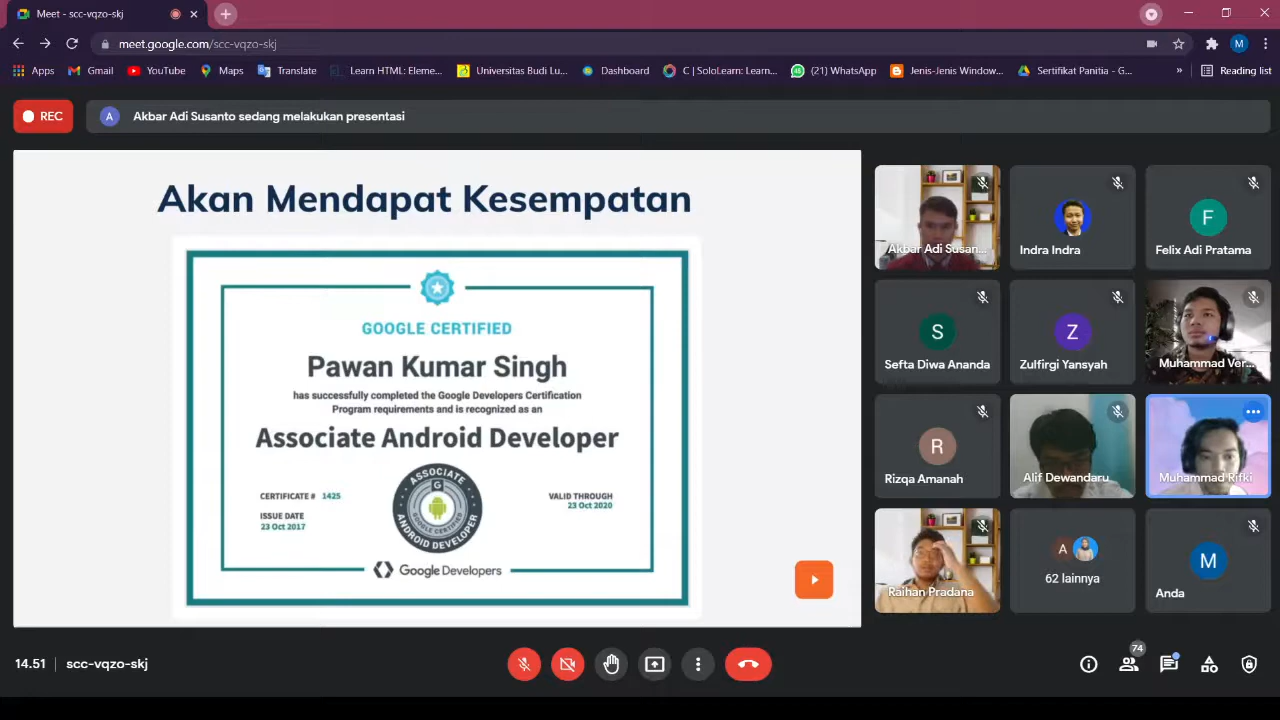 Meet - scc-vqzo-skj
meet.google.com/scc-vqzo-skj
M
Apps
Gmail
YouTube
Maps
Translate
Learn HTML: Eleme...
Universitas Budi Lu...
Dashboard
C | SoloLearn: Learn...
(21) WhatsApp
Jenis-Jenis Window...
Sertifikat Panitia - G...
»
Reading list
REC
A
Akbar Adi Susanto sedang melakukan presentasi
Akan Mendapat Kesempatan
GOOGLE CERTIFIED
Pawan Kumar Singh
has successfully completed the Google Developers Certification
Program requirements and is recognized as an
Associate Android Developer
CERTIFICATE # 1425
ISSUE DATE
23 Oct 2017
ASSOCIATE
G
GOOGLE CERTIFIED
ANDROID DEVELOPER
VALID THROUGH
23 Oct 2020
Google Developers
Akbar Adi Susan...
Indra Indra
F
Felix Adi Pratama
S
Sefta Diwa Ananda
Z
Zulfirgi Yansyah
Muhammad Ver...
R
Rizqa Amanah
Alif Dewandaru
Muhammad Rifki
Raihan Pradana
A
62 lainnya
M
Anda
14.51
scc-vqzo-skj
74